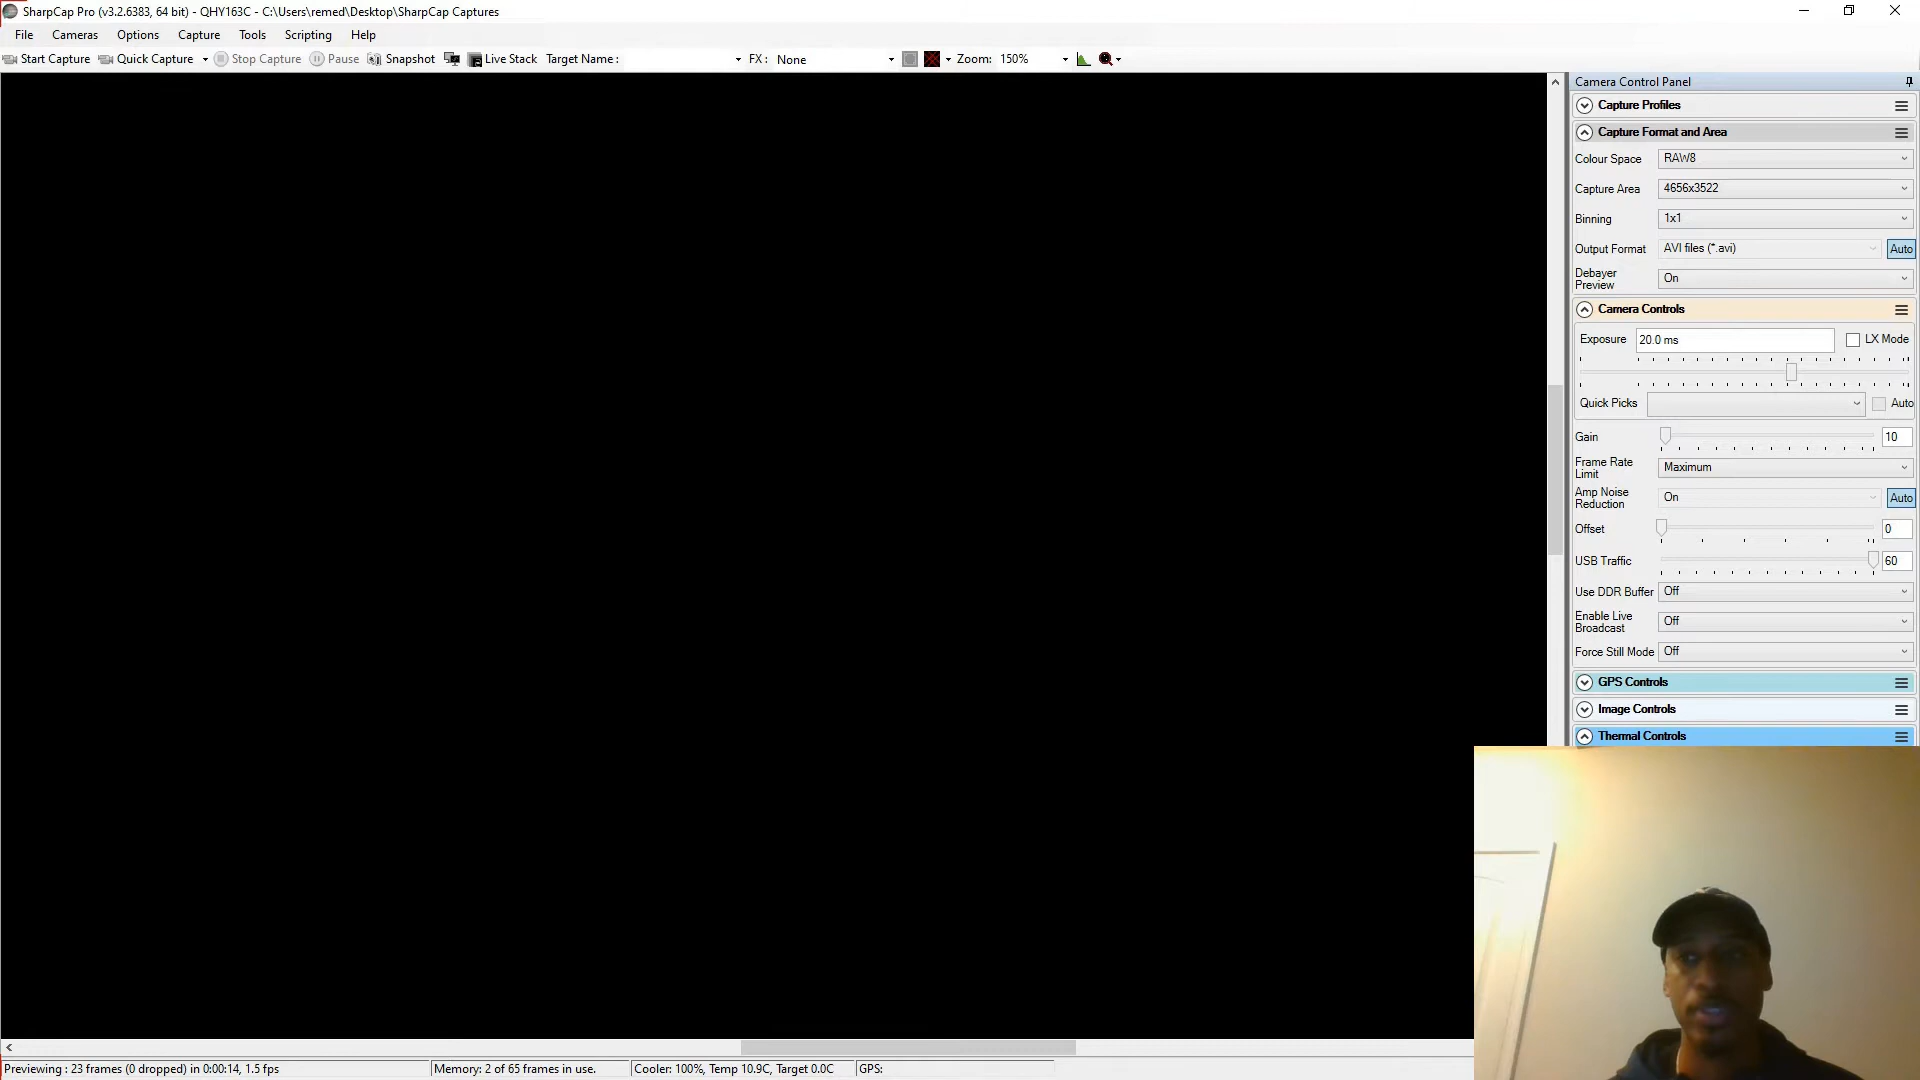 SharpCap Pro (v3.2.6383, 64 bit) - QHY163C - C:\Users\remed\Desktop\SharpCap Captures
File Cameras Options Capture Tools Scripting Help
Start Capture Quick Capture Stop Capture Pause Snapshot Live Stack Target Name : FX : None Zoom: 150%
Camera Control Panel
Capture Profiles
Capture Format and Area
Colour Space RAW8
Capture Area 4656x3522
Binning 1x1
Output Format AVI files (*.avi) Auto
Debayer
Preview On
Camera Controls
Exposure 20.0 ms LX Mode
Quick Picks Auto
Gain 10
Frame Rate
Limit Maximum
Amp Noise
Reduction On Auto
Offset 0
USB Traffic 60
Use DDR Buffer Off
Enable Live
Broadcast Off
Force Still Mode Off
GPS Controls
Image Controls
Thermal Controls
Previewing : 23 frames (0 dropped) in 0:00:14, 1.5 fps Memory: 2 of 65 frames in use. Cooler: 100%, Temp 10.9C, Target 0.0C GPS: